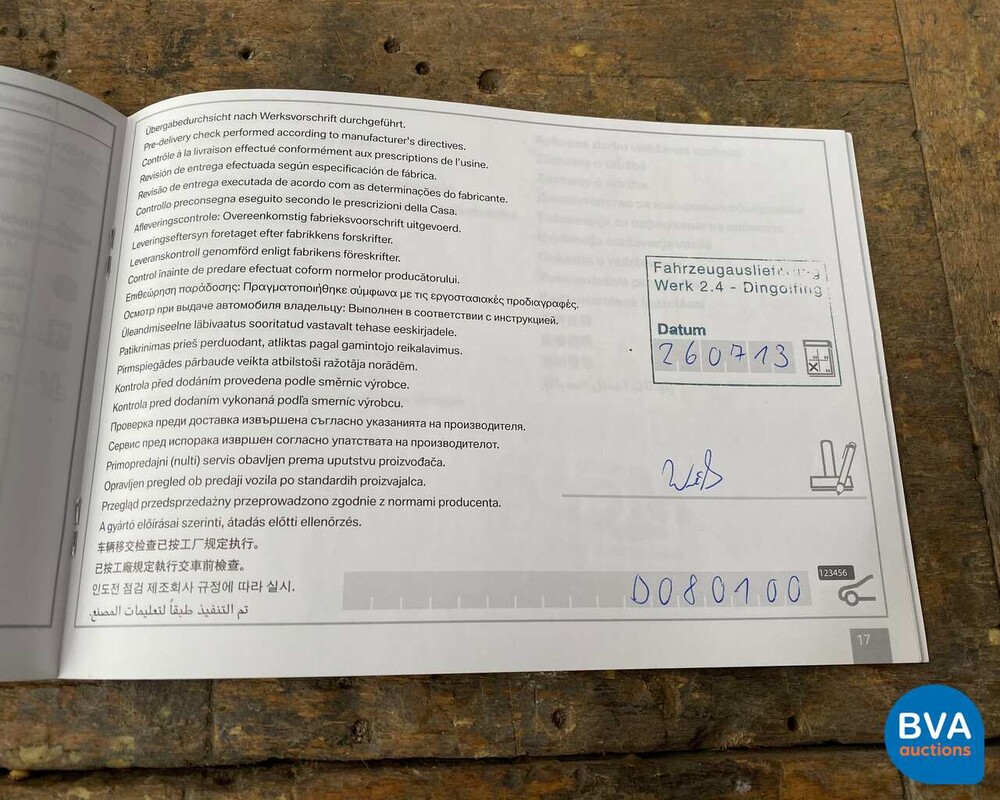 Übergabedurchsicht nach Werksvorschrift durchgeführt.
Pre-delivery check performed according to manufacturer's directives.
Contrôle à la livraison effectué conformément aux prescriptions de l'usine.
Revisión de entrega efectuada según especificación de fábrica.
Revisão de entrega executada de acordo com as determinações do fabricante.
Controllo preconsegna eseguito secondo le prescrizioni della Casa.
Afleveringscontrole: Overeenkomstig fabrieksvoorschrift uitgevoerd.
Leveringseftersyn foretaget efter fabrikkens forskrifter.
Leveranskontroll genomförd enligt fabrikens föreskrifter.
Control înainte de predare efectuat coform normelor producătorului.
Επιθεώρηση παράδοσης: Πραγματοποιήθηκε σύμφωνα με τις εργοστασιακές προδιαγραφές.
Осмотр при выдаче автомобиля владельцу: Выполнен в соответствии с инструкцией.
Üleandmiseelne läbivaatus sooritatud vastavalt tehase eeskirjadele.
Patikrinimas prieš perduodant, atliktas pagal gamintojo reikalavimus.
Pirmspiegādes pārbaude veikta atbilstoši ražotāja norādēm.
Kontrola před dodáním provedena podle směrnic výrobce.
Kontrola pred dodaním vykonaná podľa smerníc výrobcu.
Проверка преди доставка извършена съгласно указанията на производителя.
Сервис пред испорака извршен согласно упатствата на производителот.
Primopredajni (nulti) servis obavljen prema uputstvu proizvođača.
Opravljen pregled ob predaji vozila po standardih proizvajalca.
Przegląd przedsprzedażny przeprowadzono zgodnie z normami producenta.
A gyártó előírásai szerinti, átadás előtti ellenőrzés.
车辆移交检查已按工厂规定执行。
已按工廠規定執行交車前檢查。
인도전 점검 제조회사 규정에 따라 실시.
تم التنفيذ طبقاً لتعليمات المصنع
Fahrzeugauslieferung
Werk 2.4 - Dingolfing
Datum
260713
123456
D080100
17
BVA
auctions